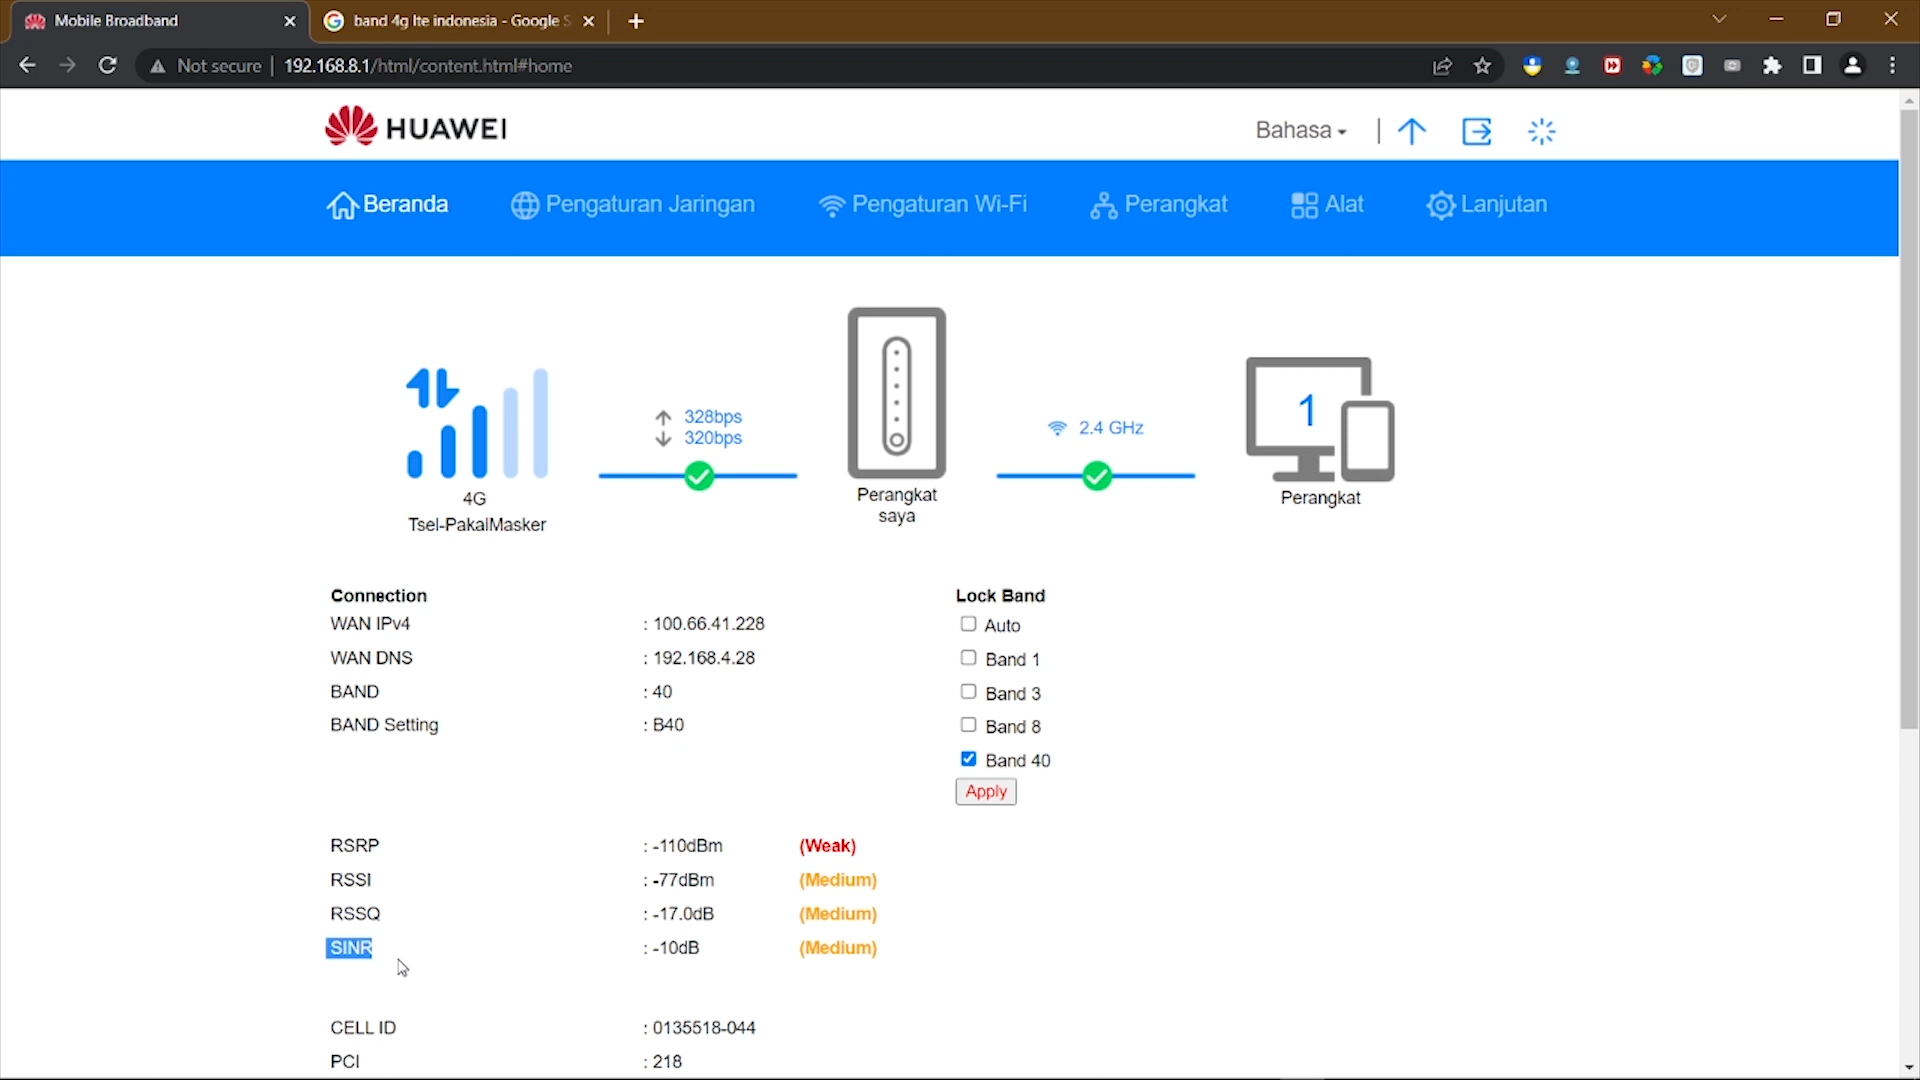 Mobile Broadband
band 4g lte indonesia - Google S
Not secure | 192.168.8.1/html/content.html#home
HUAWEI
Bahasa
Beranda
Pengaturan Jaringan
Pengaturan Wi-Fi
Perangkat
Alat
Lanjutan
328bps
320bps
2.4 GHz
1
4G
Tsel-PakaiMasker
Perangkat
saya
Perangkat
Connection
WAN IPv4 : 100.66.41.228
WAN DNS : 192.168.4.28
BAND : 40
BAND Setting : B40
Lock Band
Auto
Band 1
Band 3
Band 8
Band 40
Apply
RSRP : -110dBm (Weak)
RSSI : -77dBm (Medium)
RSSQ : -17.0dB (Medium)
SINR : -10dB (Medium)
CELL ID : 0135518-044
PCI : 218